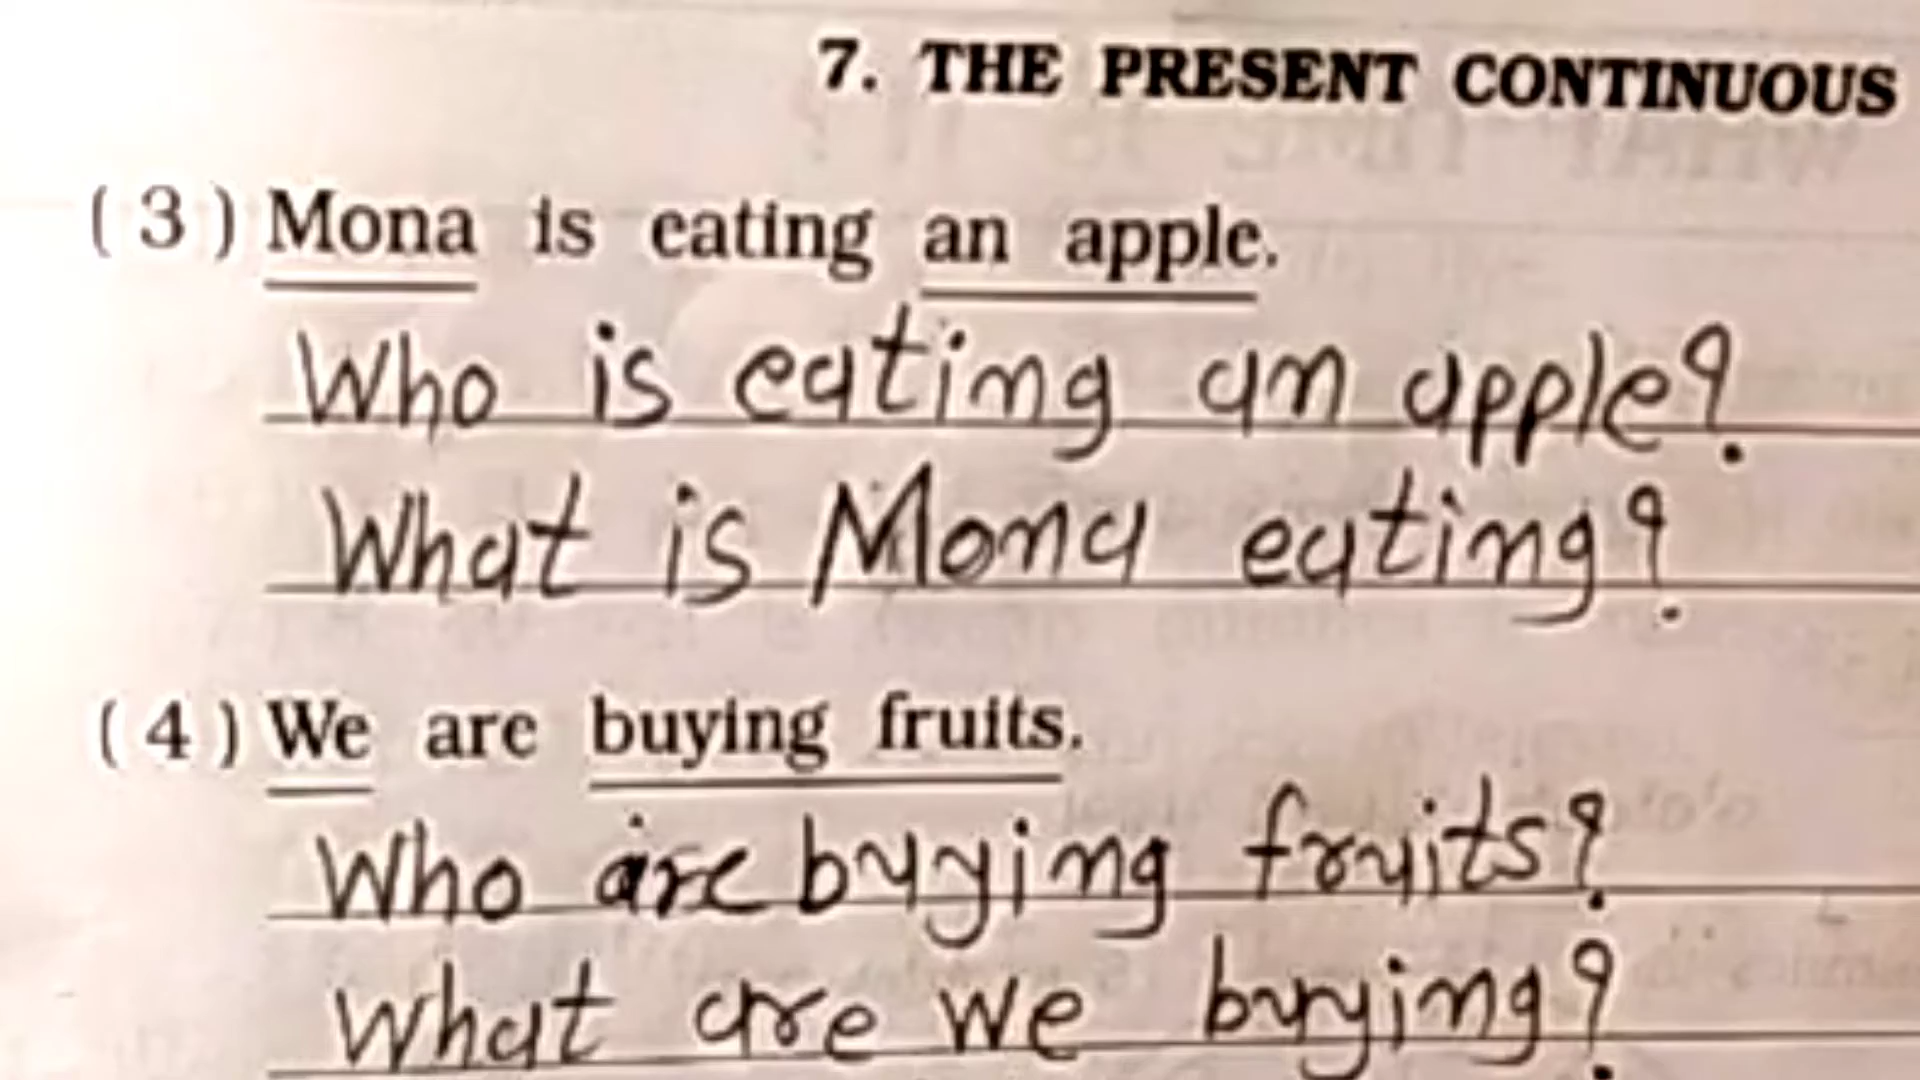 7. THE PRESENT CONTINUOUS
( 3 ) Mona is eating an apple.
Who is eating an apple?
What is Mona eating?
( 4 ) We are buying fruits.
Who are buying fruits?
What are we buying?